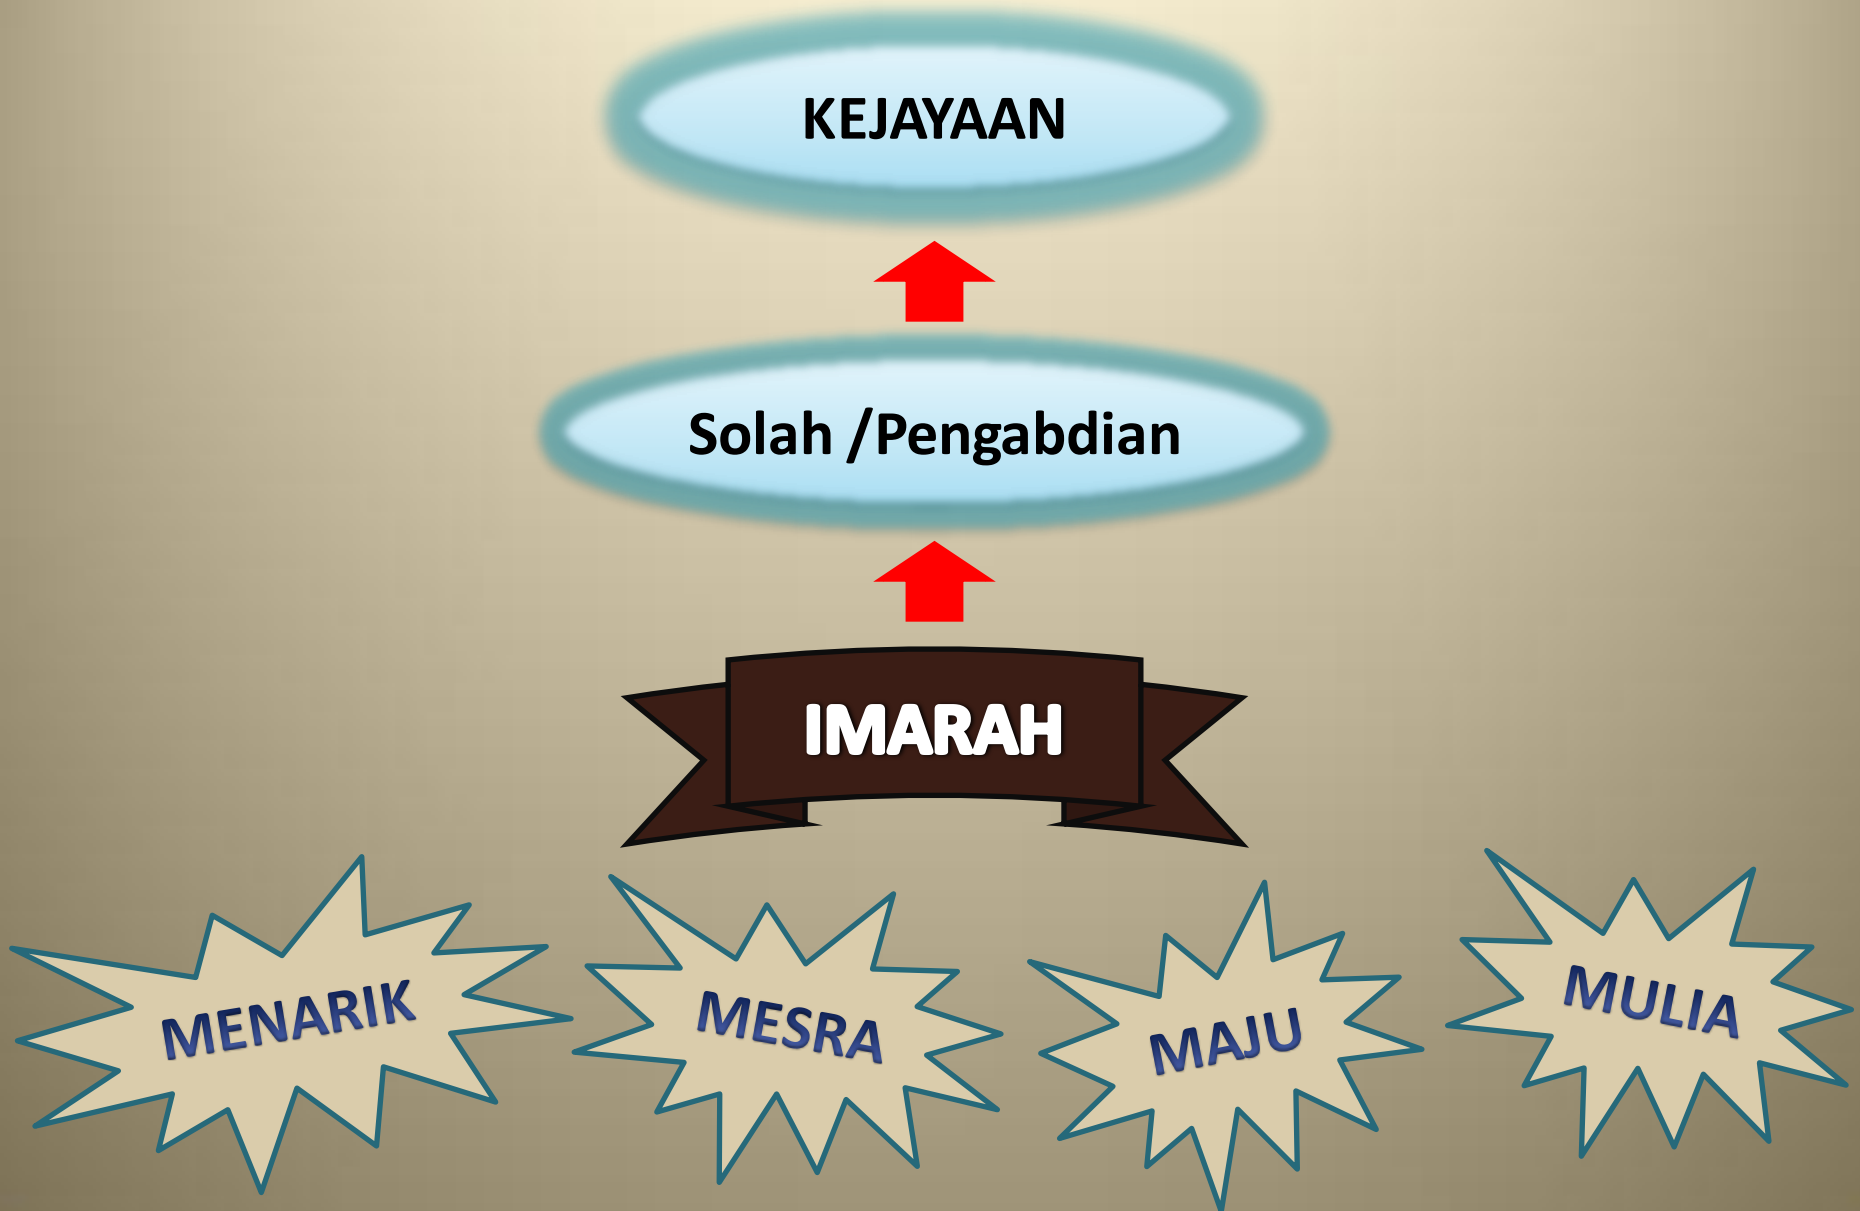 KEJAYAAN
Solah /Pengabdian
IMARAH
MENARIK
MESRA
MAJU
MULIA